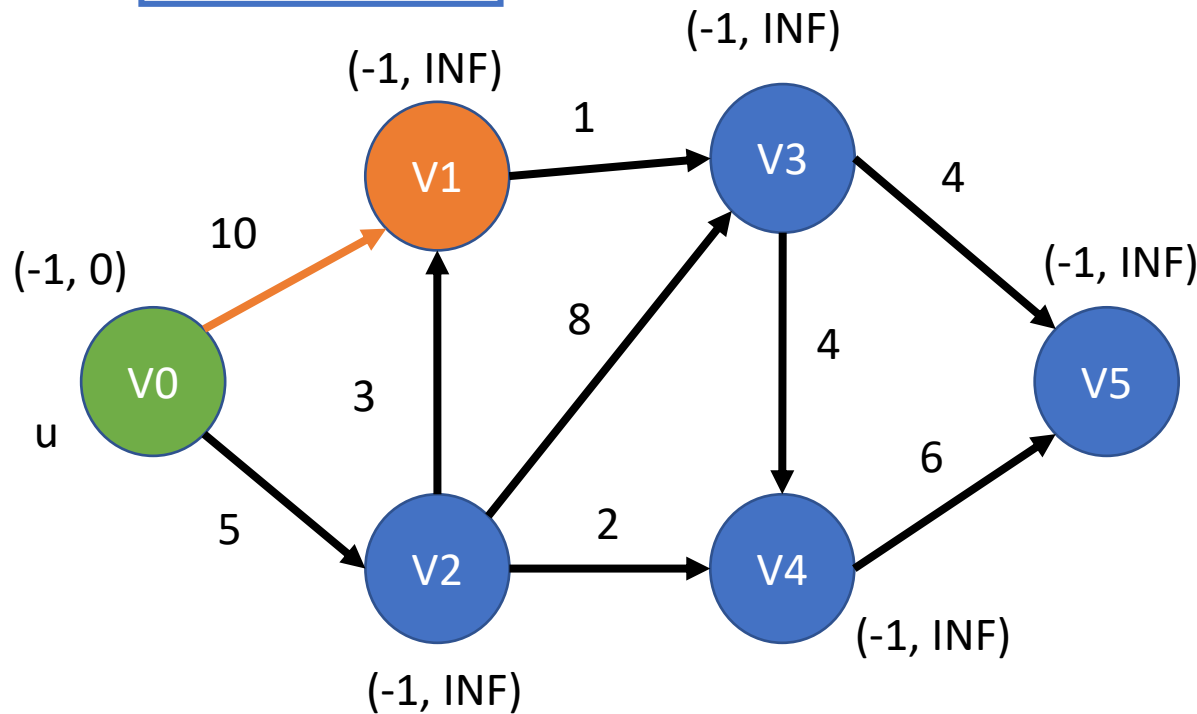 (-1, INF)
(-1, INF)
1
V3
V1
4
10
(-1, 0)
(-1, INF)
8
4
V0
V5
3
u
6
5
2
V2
V4
(-1, INF)
(-1, INF)